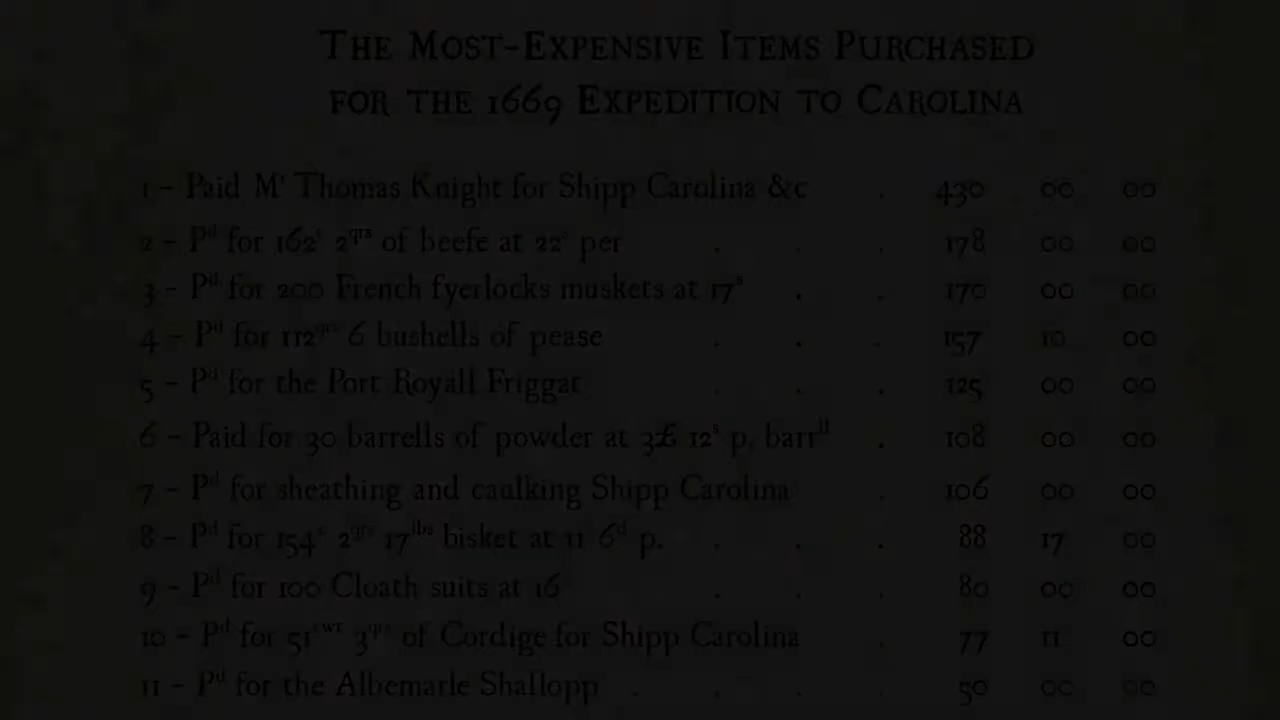 The Most-Expensive Items Purchased
for the 1669 Expedition to Carolina
1 - Paid Mʳ Thomas Knight for Shipp Carolina &c . 430 00 00
2 - Pᵈ for 162ᶜ 2qrs of beefe at 22ˢ per . . . 178 00 00
3 - Pᵈ for 200 French fyerlocks muskets at 17ˢ . . 170 00 00
4 - Pᵈ for 112qrs 6 bushells of pease . . . 157 10 00
5 - Pᵈ for the Port Royall Friggat . . . 125 00 00
6 - Paid for 30 barrells of powder at 3£ 12ˢ p. barrˡˡ . 108 00 00
7 - Pᵈ for sheathing and caulking Shipp Carolina . 106 00 00
8 - Pᵈ for 154ᶜ 2qrs 17lbs bisket at 11 6ᵈ p. . . . 88 17 00
9 - Pᵈ for 100 Cloath suits at 16 . . . 80 00 00
10 - Pᵈ for 51cwt 3qrs of Cordige for Shipp Carolina . 77 11 00
11 - Pᵈ for the Albemarle Shallopp . . . . 50 00 00